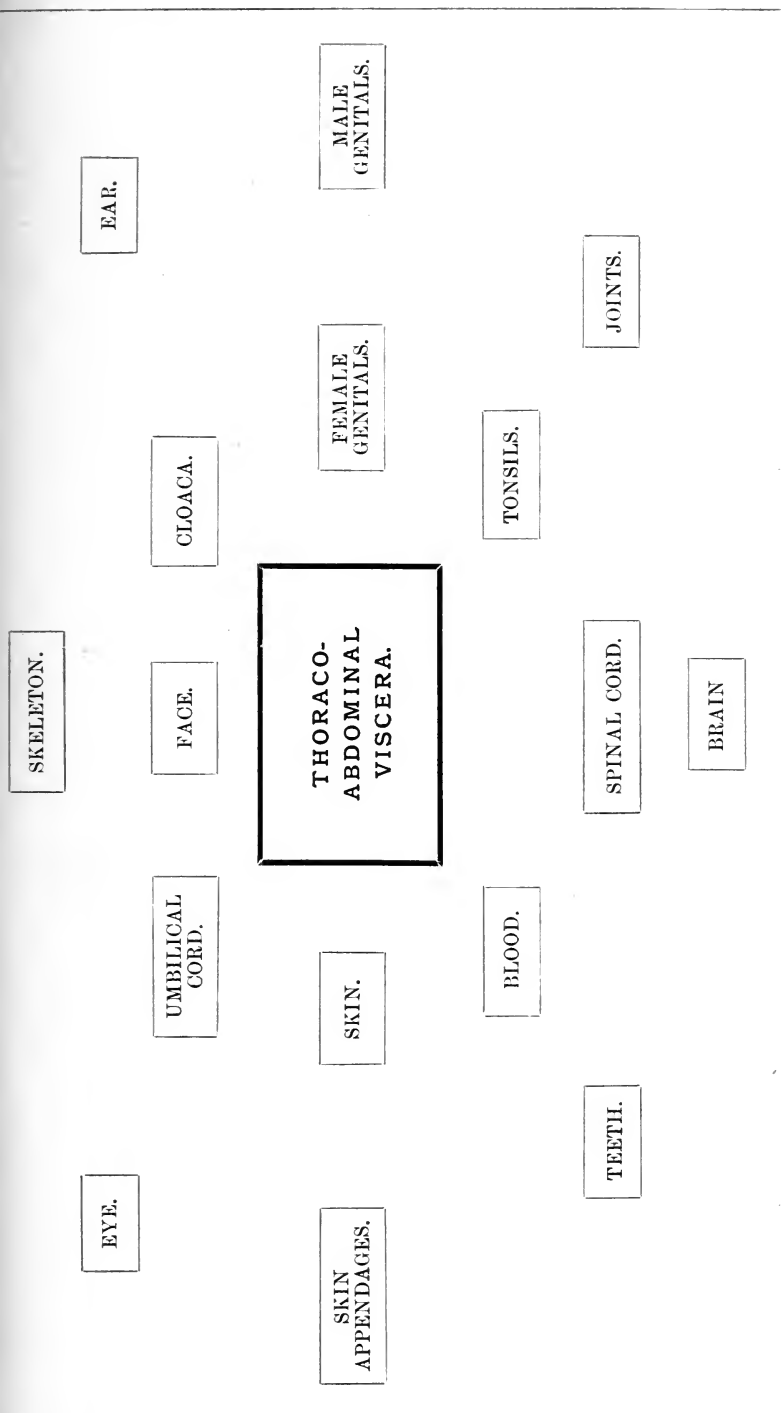 SKELETON.
EYE.
EAR.
UMBILICAL
CORD.
FACE.
CLOACA.
SKIN
APPENDAGES.
SKIN.
THORACO-
ABDOMINAL
VISCERA.
FEMALE
GENITALS.
MALE
GENITALS.
BLOOD.
TONSILS.
TEETH.
SPINAL CORD.
JOINTS.
BRAIN